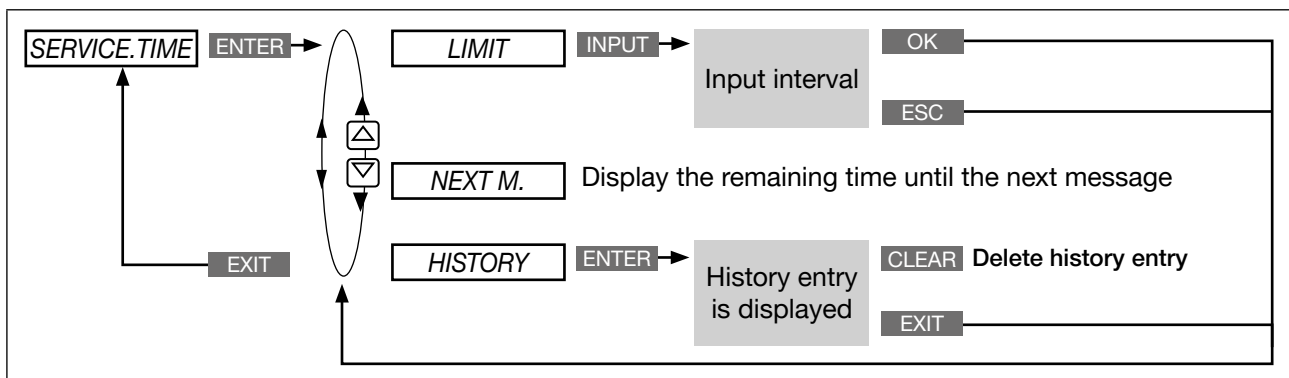 SERVICE.TIME ENTER LIMIT INPUT Input interval OK
ESC
NEXT M. Display the remaining time until the next message
EXIT HISTORY ENTER History entry
is displayed CLEAR Delete history entry
EXIT